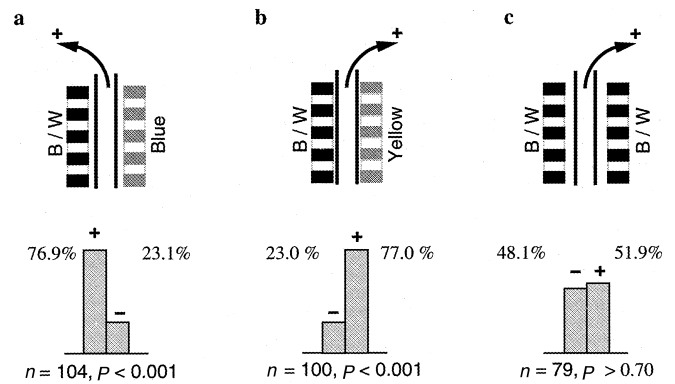 a
+
B / W
Blue
76.9%
+
23.1%
–
n = 104, P < 0.001
b
+
B / W
Yellow
23.0 %
+
77.0 %
–
n = 100, P < 0.001
c
+
B / W
B / W
48.1%
–
+
51.9%
n = 79, P > 0.70